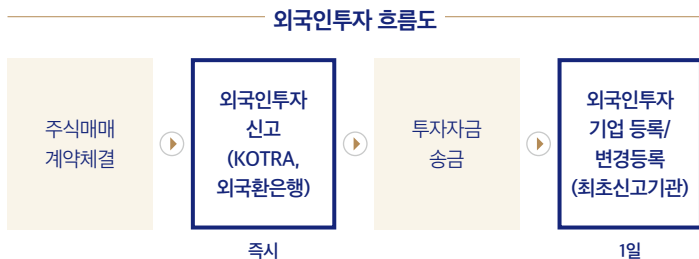 외국인투자 흐름도
주식매매
계약체결
외국인투자
신고
(KOTRA,
외국환은행)
즉시
투자자금
송금
외국인투자
기업 등록/
변경등록
(최초신고기관)
1일